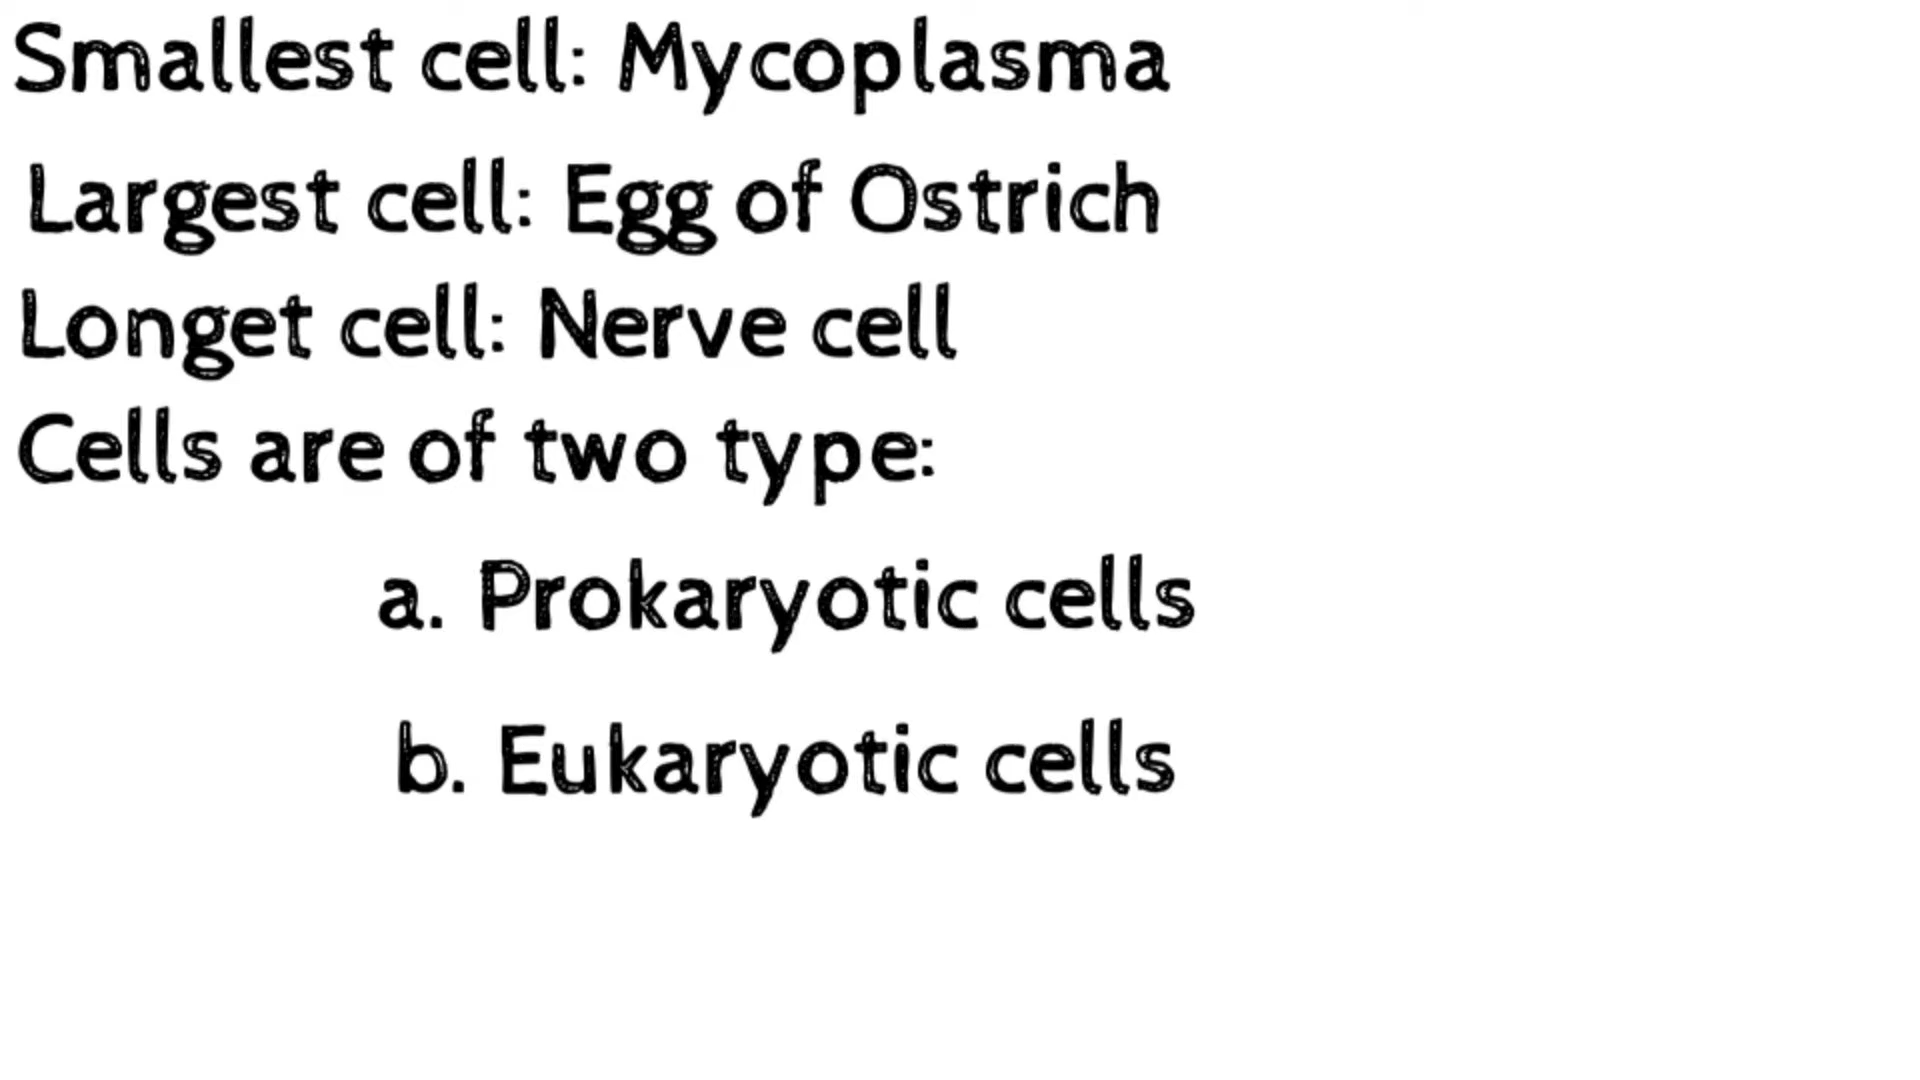 Smallest cell: Mycoplasma
Largest cell: Egg of Ostrich
Longet cell: Nerve cell
Cells are of two type:
a. Prokaryotic cells
b. Eukaryotic cells